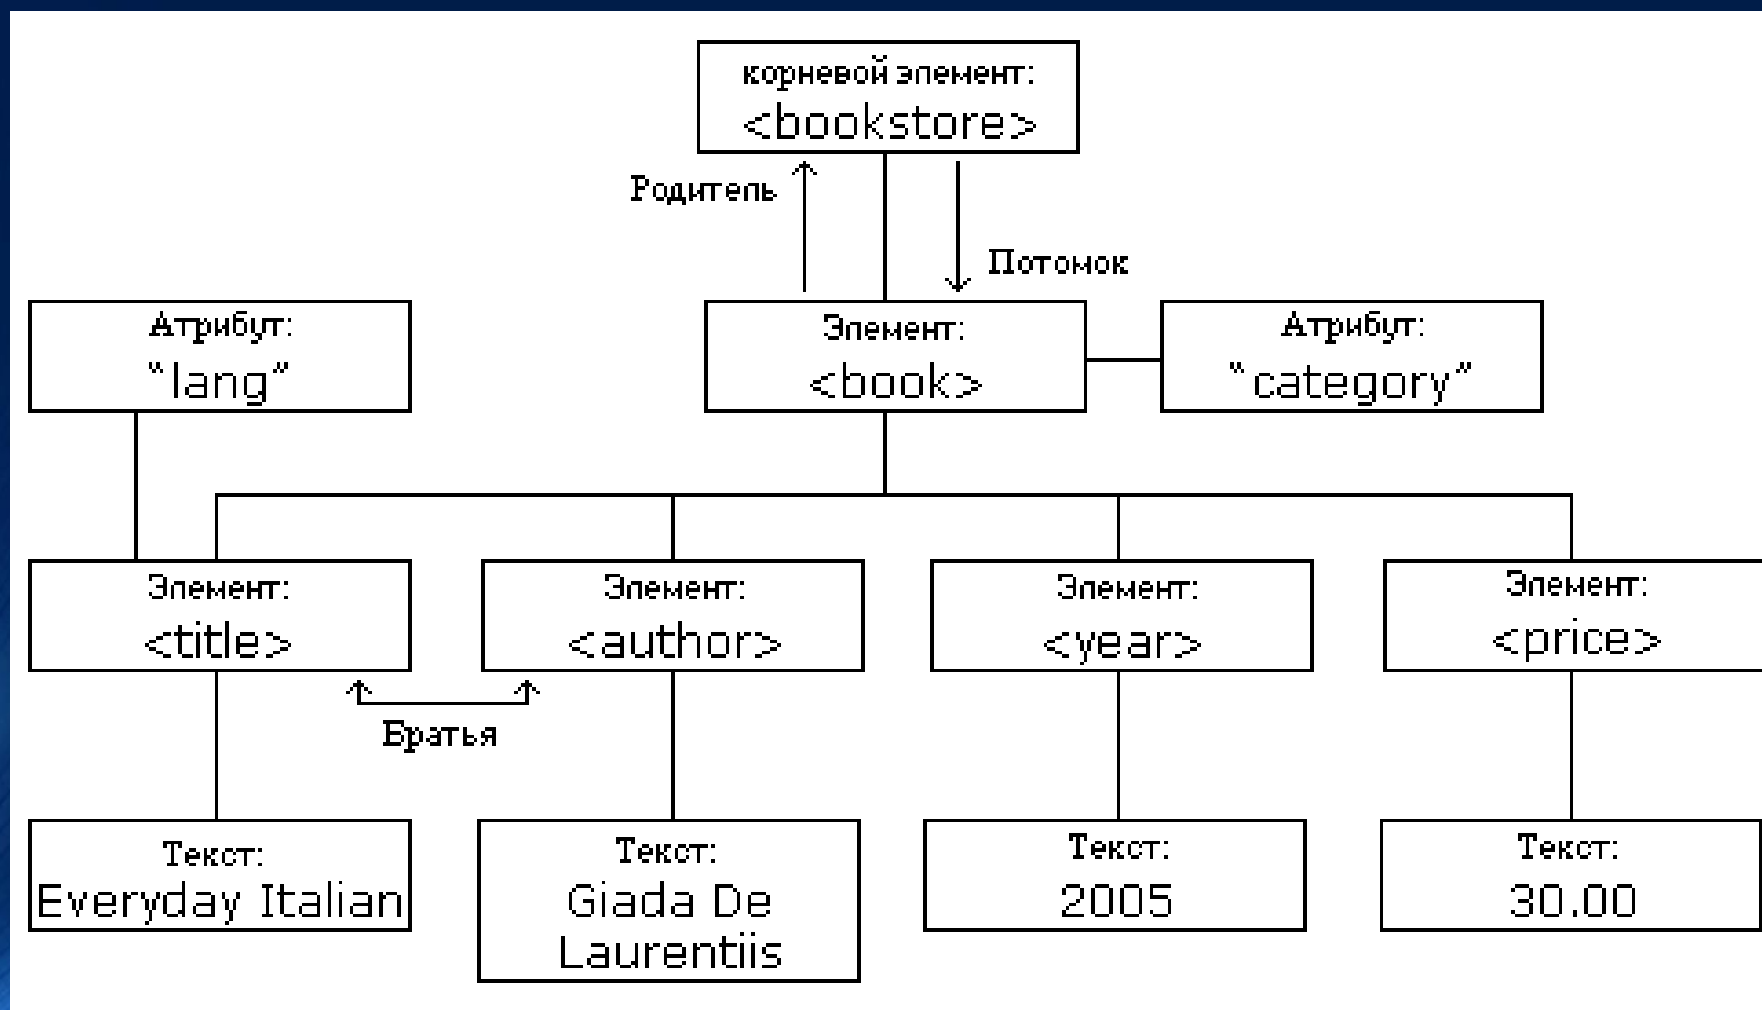 корневой элемент:
<bookstore>
Родитель
Потомок
Атрибут:
"lang"
Элемент:
<book>
Атрибут:
"category"
Элемент:
<title>
Элемент:
<author>
Элемент:
<year>
Элемент:
<price>
Братья
Текст:
Everyday Italian
Текст:
Giada De
Laurentiis
Текст:
2005
Текст:
30.00